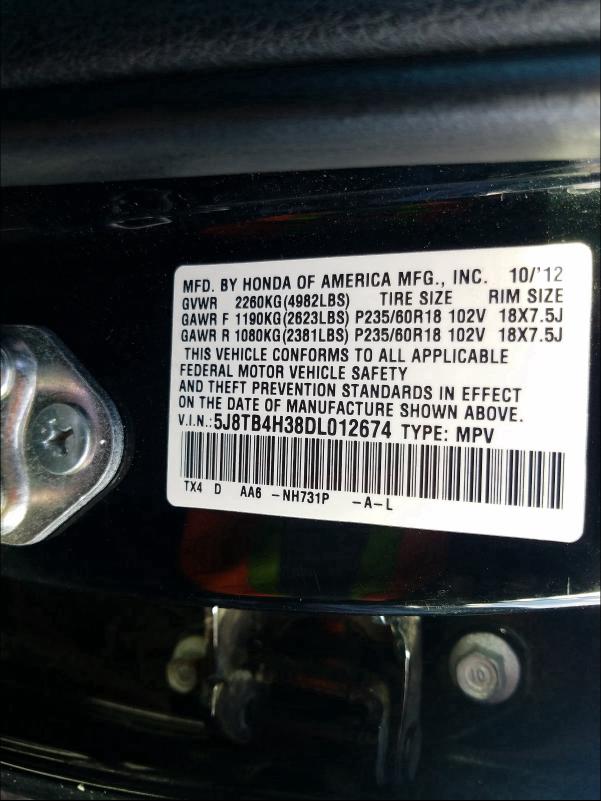 MFD. BY HONDA OF AMERICA MFG., INC. 10/'12
GVWR 2260KG(4982LBS) TIRE SIZE RIM SIZE
GAWR F 1190KG(2623LBS) P235/60R18 102V 18X7.5J
GAWR R 1080KG(2381LBS) P235/60R18 102V 18X7.5J
THIS VEHICLE CONFORMS TO ALL APPLICABLE
FEDERAL MOTOR VEHICLE SAFETY
AND THEFT PREVENTION STANDARDS IN EFFECT
ON THE DATE OF MANUFACTURE SHOWN ABOVE.
V.I.N.:5J8TB4H38DL012674 TYPE: MPV
TX4 D AA6 -NH731P -A-L
10